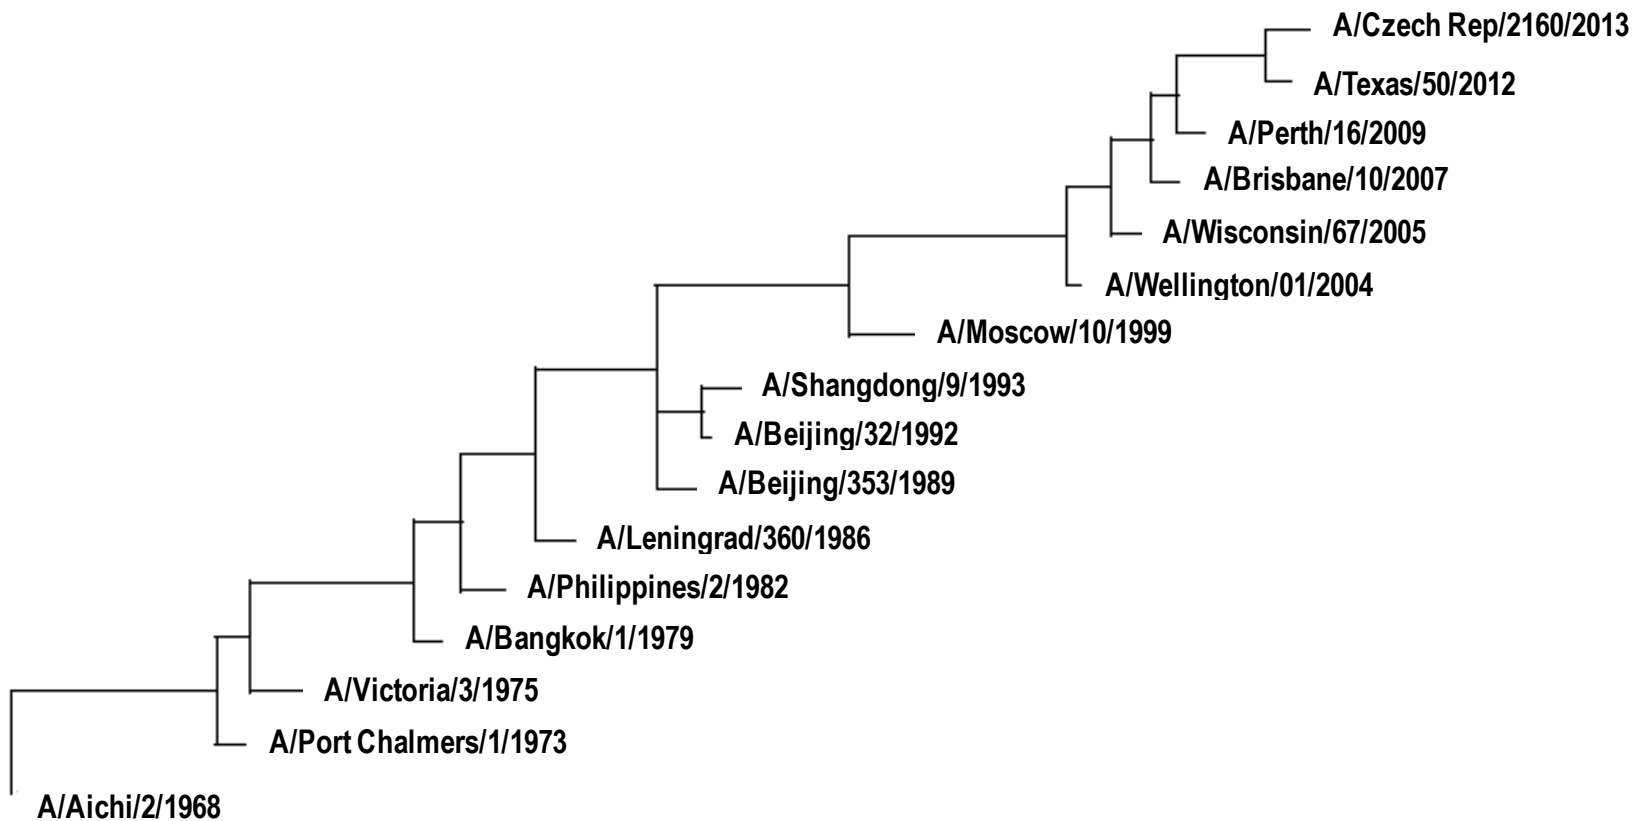 A/Czech Rep/2160/2013
A/Texas/50/2012
A/Perth/16/2009
A/Brisbane/10/2007
A/Wisconsin/67/2005
A/Wellington/01/2004
A/Moscow/10/1999
A/Shangdong/9/1993
A/Beijing/32/1992
A/Beijing/353/1989
A/Leningrad/360/1986
A/Philippines/2/1982
A/Bangkok/1/1979
A/Victoria/3/1975
A/Port Chalmers/1/1973
A/Aichi/2/1968